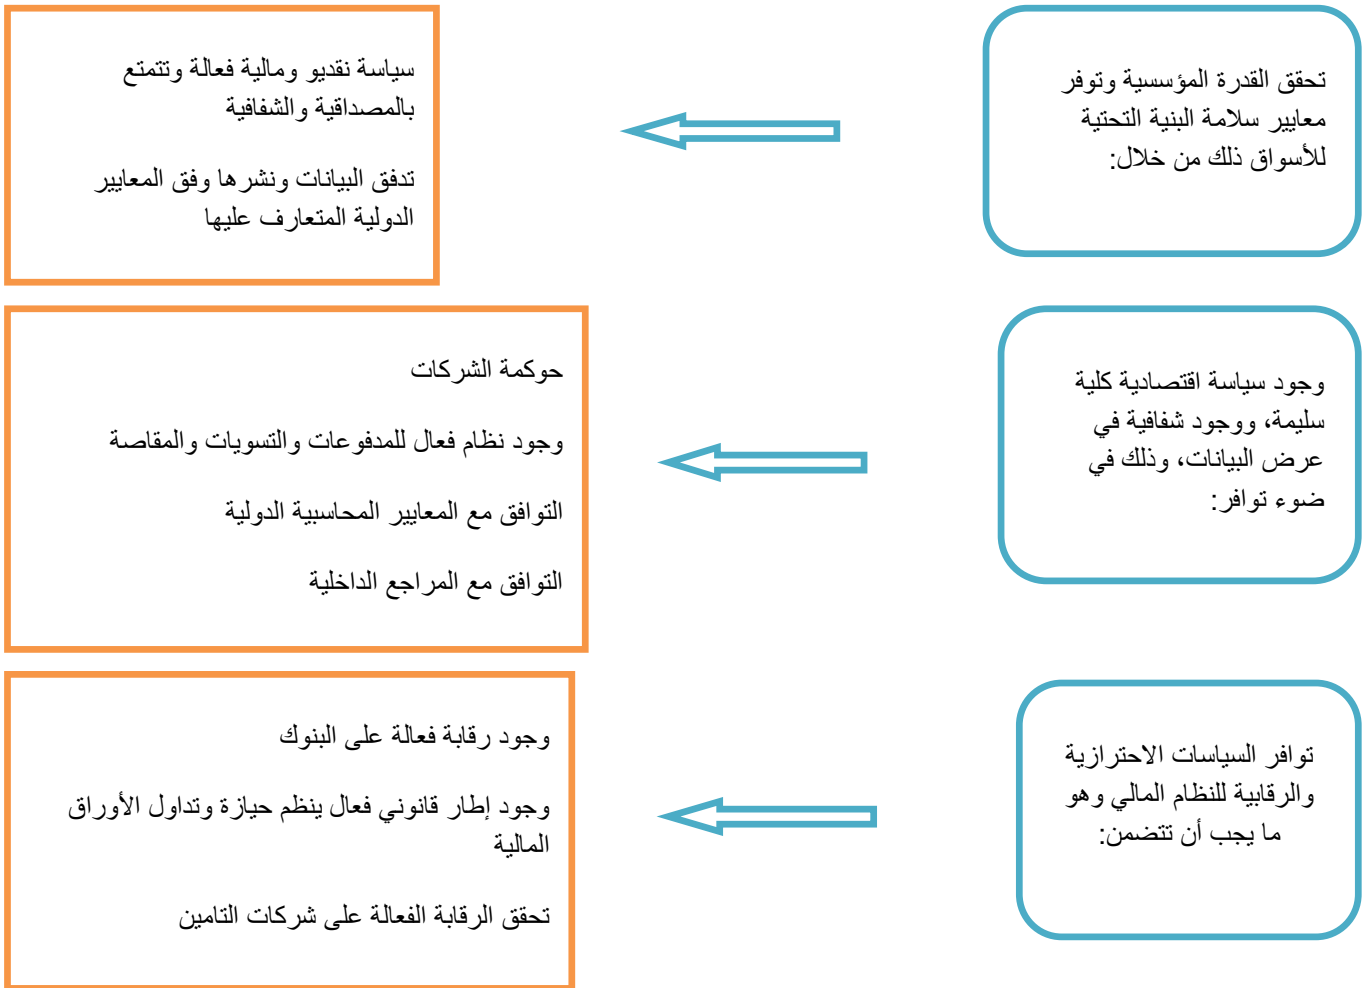 تحقق القدرة المؤسسية وتوفر
معايير سلامة البنية التحتية
للأسواق ذلك من خلال:
سياسة نقديو ومالية فعالة وتتمتع
بالمصداقية والشفافية
تدفق البيانات ونشرها وفق المعايير
الدولية المتعارف عليها
وجود سياسة اقتصادية كلية
سليمة، ووجود شفافية في
عرض البيانات، وذلك في
ضوء توافر:
حوكمة الشركات
وجود نظام فعال للمدفوعات والتسويات والمقاصة
التوافق مع المعايير المحاسبية الدولية
التوافق مع المراجع الداخلية
توافر السياسات الاحترازية
والرقابية للنظام المالي وهو
ما يجب أن تتضمن:
وجود رقابة فعالة على البنوك
وجود إطار قانوني فعال ينظم حيازة وتداول الأوراق
المالية
تحقق الرقابة الفعالة على شركات التامين